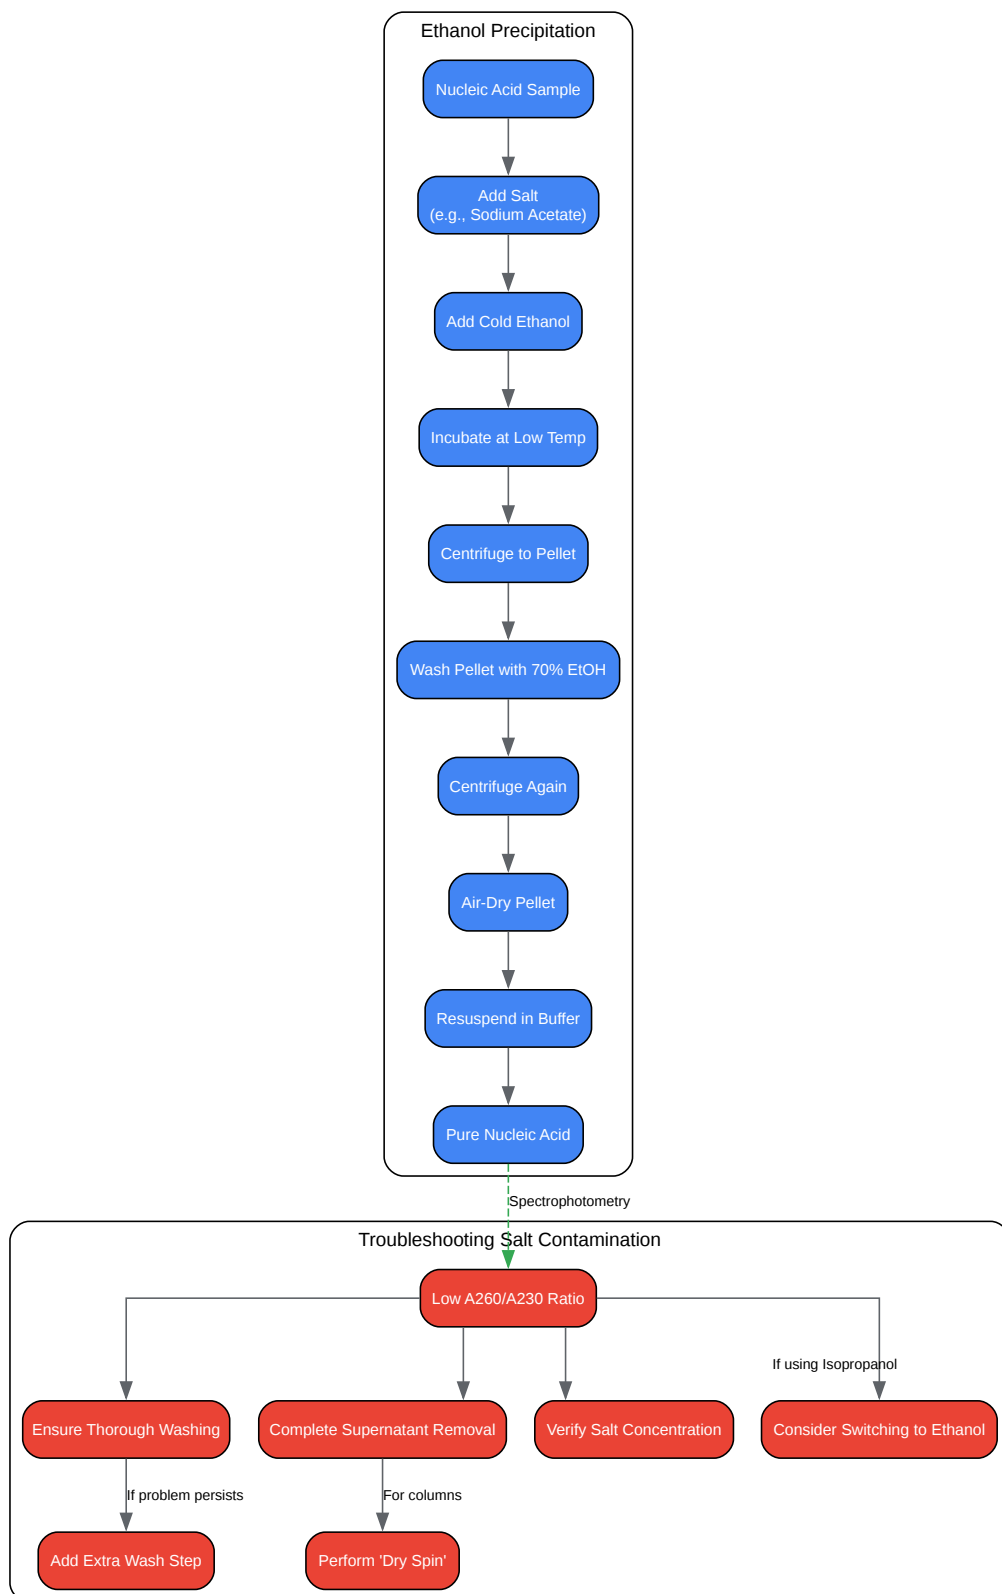 Ethanol Precipitation
Nucleic Acid Sample
Add Salt
(e.g., Sodium Acetate)
Add Cold Ethanol
Incubate at Low Temp
Centrifuge to Pellet
Wash Pellet with 70% EtOH
Centrifuge Again
Air-Dry Pellet
Resuspend in Buffer
Pure Nucleic Acid
Spectrophotometry
Troubleshooting Salt Contamination
Low A260/A230 Ratio
If using Isopropanol
Ensure Thorough Washing
Complete Supernatant Removal
Verify Salt Concentration
Consider Switching to Ethanol
If problem persists
For columns
Add Extra Wash Step
Perform 'Dry Spin'